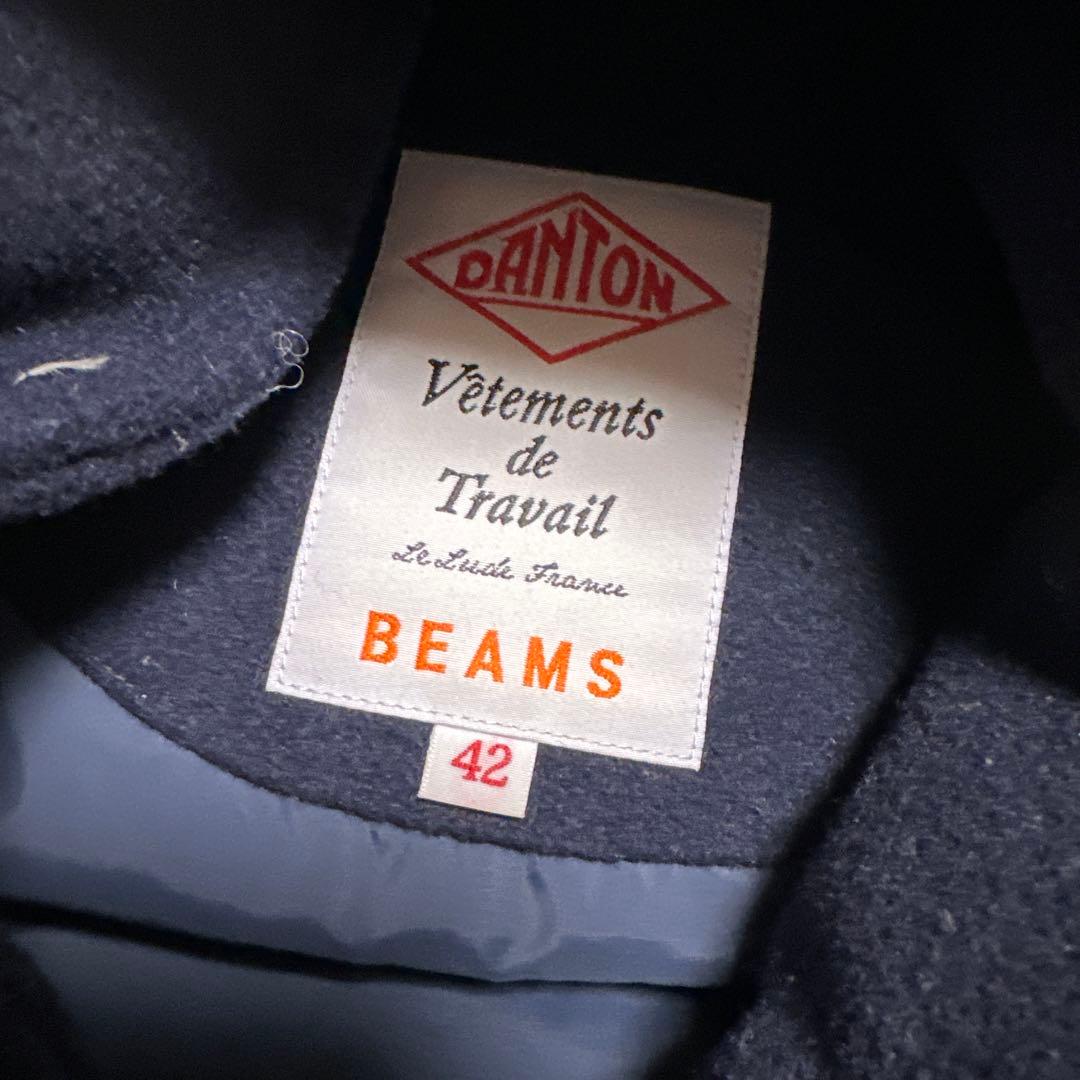 DANTON
Vêtements
de
Travail
Le Lude France
BEAMS
42